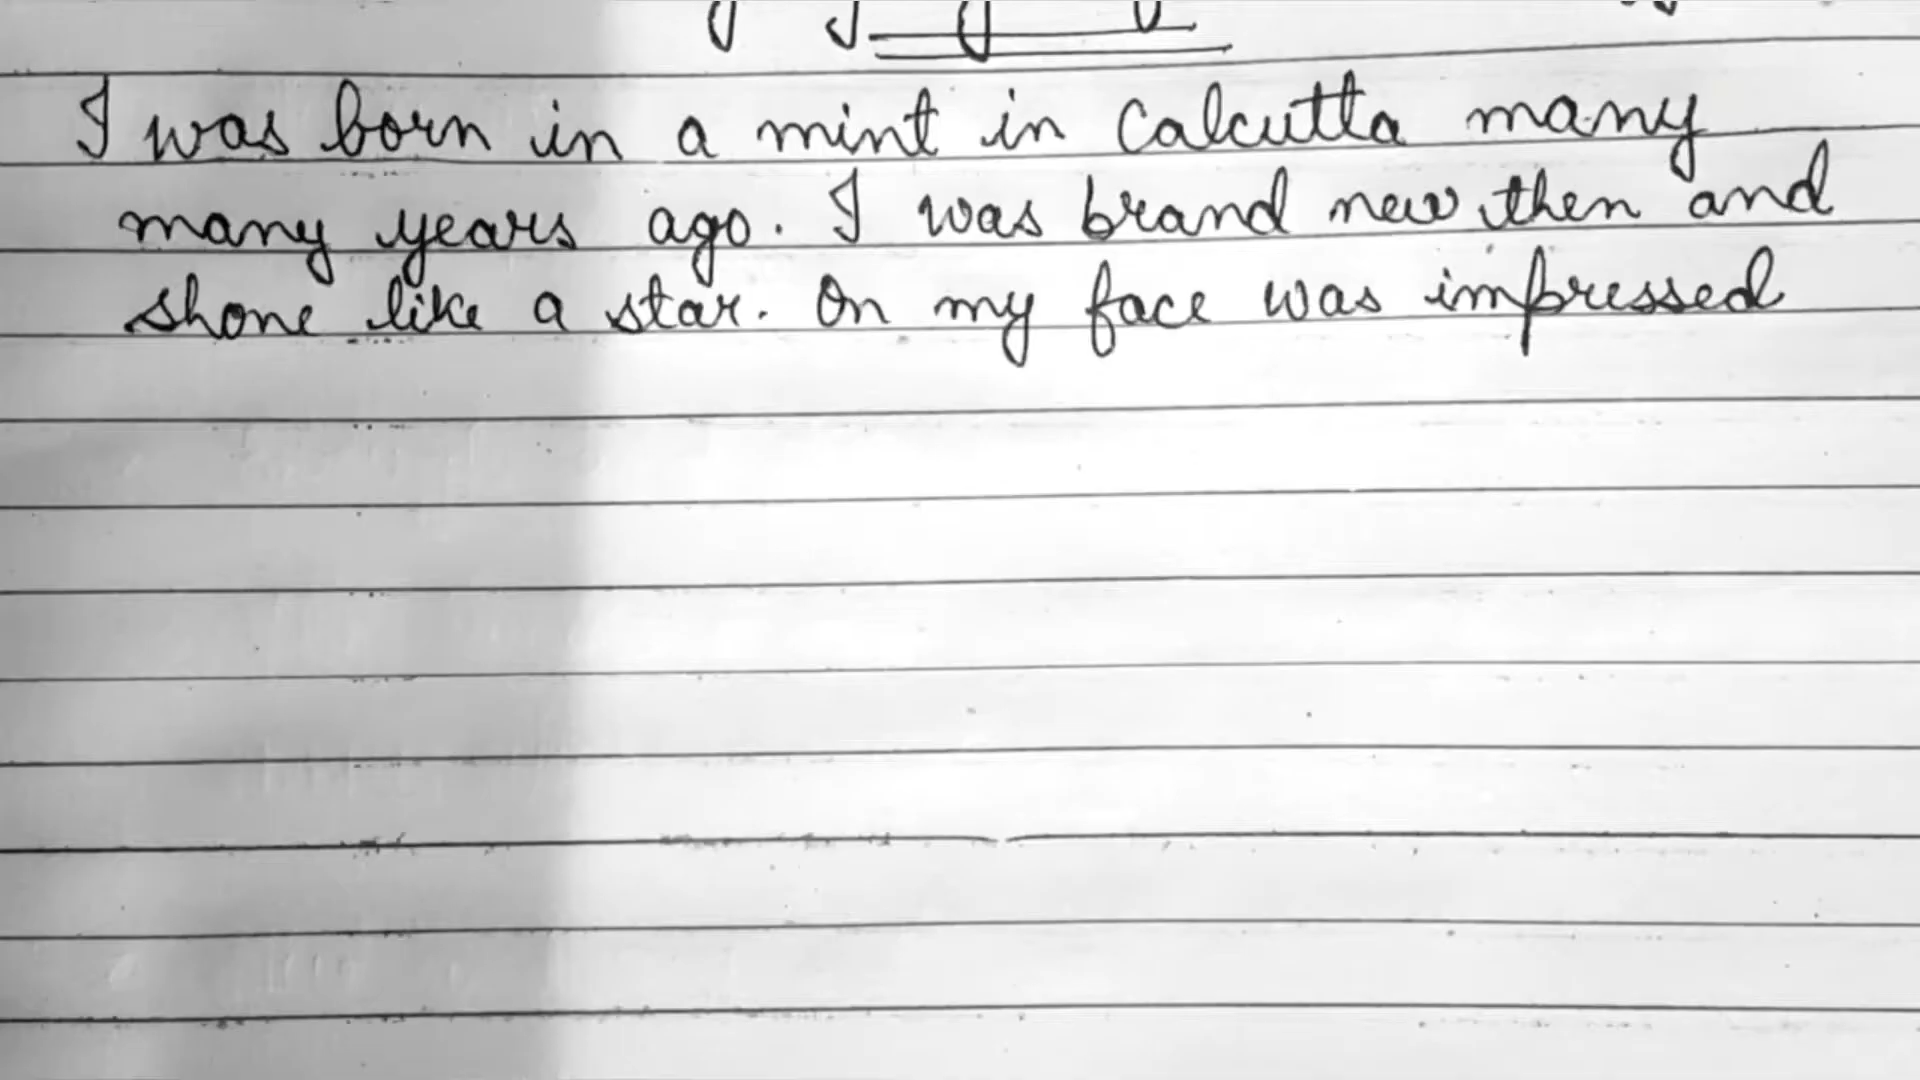 I was born in a mint in Calcutta many
many years ago. I was brand new then and
shone like a star. On my face was impressed